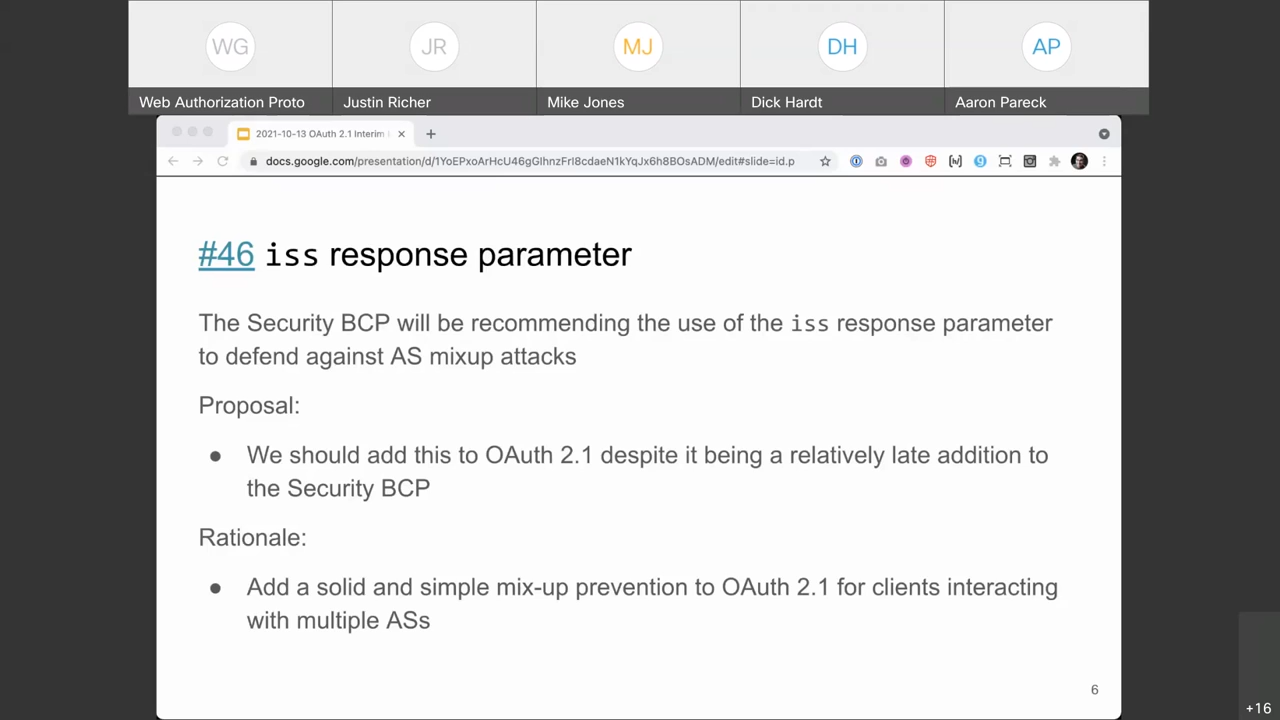 WG
JR
MJ
DH
AP
Web Authorization Proto
Justin Richer
Mike Jones
Dick Hardt
Aaron Pareck
2021-10-13 OAuth 2.1 Interim
docs.google.com/presentation/d/1YoEPxoArHcU46gGlhnzFrI8cdaeN1kYqJx6h8BOsADM/edit#slide=id.p
#46 iss response parameter
The Security BCP will be recommending the use of the iss response parameter
to defend against AS mixup attacks
Proposal:
● We should add this to OAuth 2.1 despite it being a relatively late addition to
the Security BCP
Rationale:
● Add a solid and simple mix-up prevention to OAuth 2.1 for clients interacting
with multiple ASs
6
+16